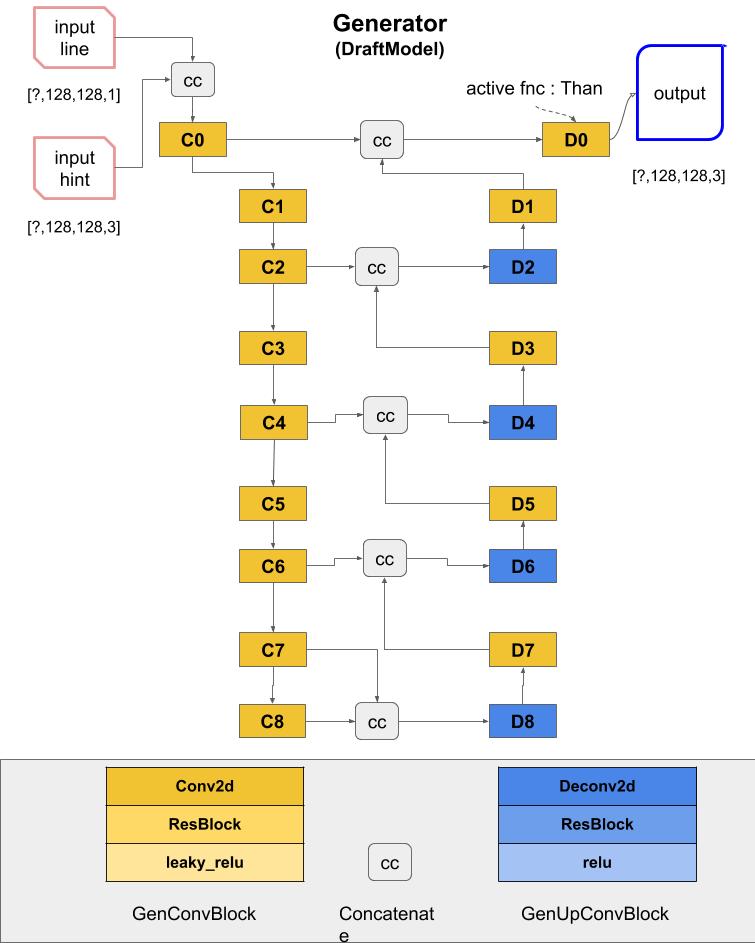 Generator
(DraftModel)
input
line
[?,128,128,1]
cc
input
hint
[?,128,128,3]
active fnc : Than
output
[?,128,128,3]
C0
cc
D0
C1
D1
C2
cc
D2
C3
D3
C4
cc
D4
C5
D5
C6
cc
D6
C7
D7
C8
cc
D8
Conv2d
ResBlock
leaky_relu
GenConvBlock
cc
Concatenat
e
Deconv2d
ResBlock
relu
GenUpConvBlock